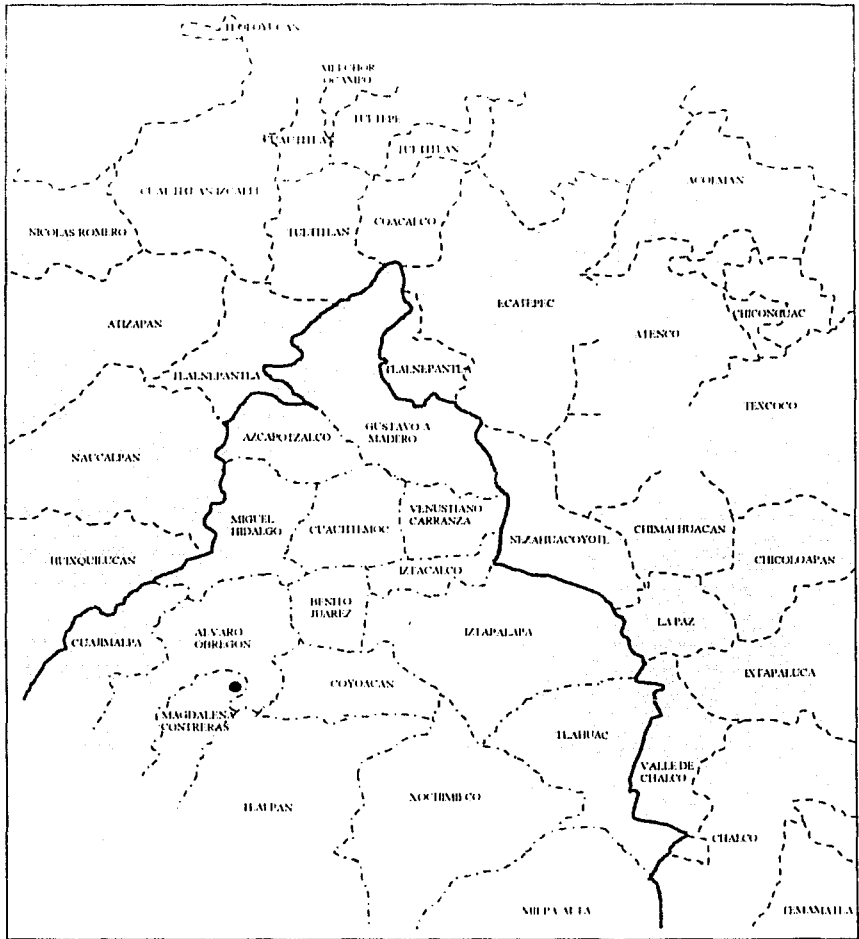 TEOLOYUCAN
MELCHOR
OCAMPO
TULTEPE
CUAUTITLAN
TULTITLAN
ACOLMAN
CUAUTITLAN IZCALLI
NICOLAS ROMERO
TULTITLAN
COACALCO
ECATEPEC
CHICONCUAC
ATIZAPAN
ATENCO
TLALNEPANTLA
TLALNEPANTLA
TEXCOCO
AZCAPOTZALCO
GUSTAVO A
MADERO
NAUCALPAN
MIGUEL
HIDALGO
CUAUHTEMOC
VENUSTIANO
CARRANZA
NEZAHUACOYOTL
CHIMALHUACAN
HUIXQUILUCAN
CHICOLOAPAN
IZTACALCO
BENITO
JUAREZ
LA PAZ
CUAJIMALPA
ALVARO
OBREGON
IZTAPALAPA
IXTAPALUCA
COYOACAN
MAGDALENA
CONTRERAS
TLAHUAC
VALLE DE
CHALCO
TLALPAN
XOCHIMILCO
CHALCO
MILPA ALTA
TEMAMATLA